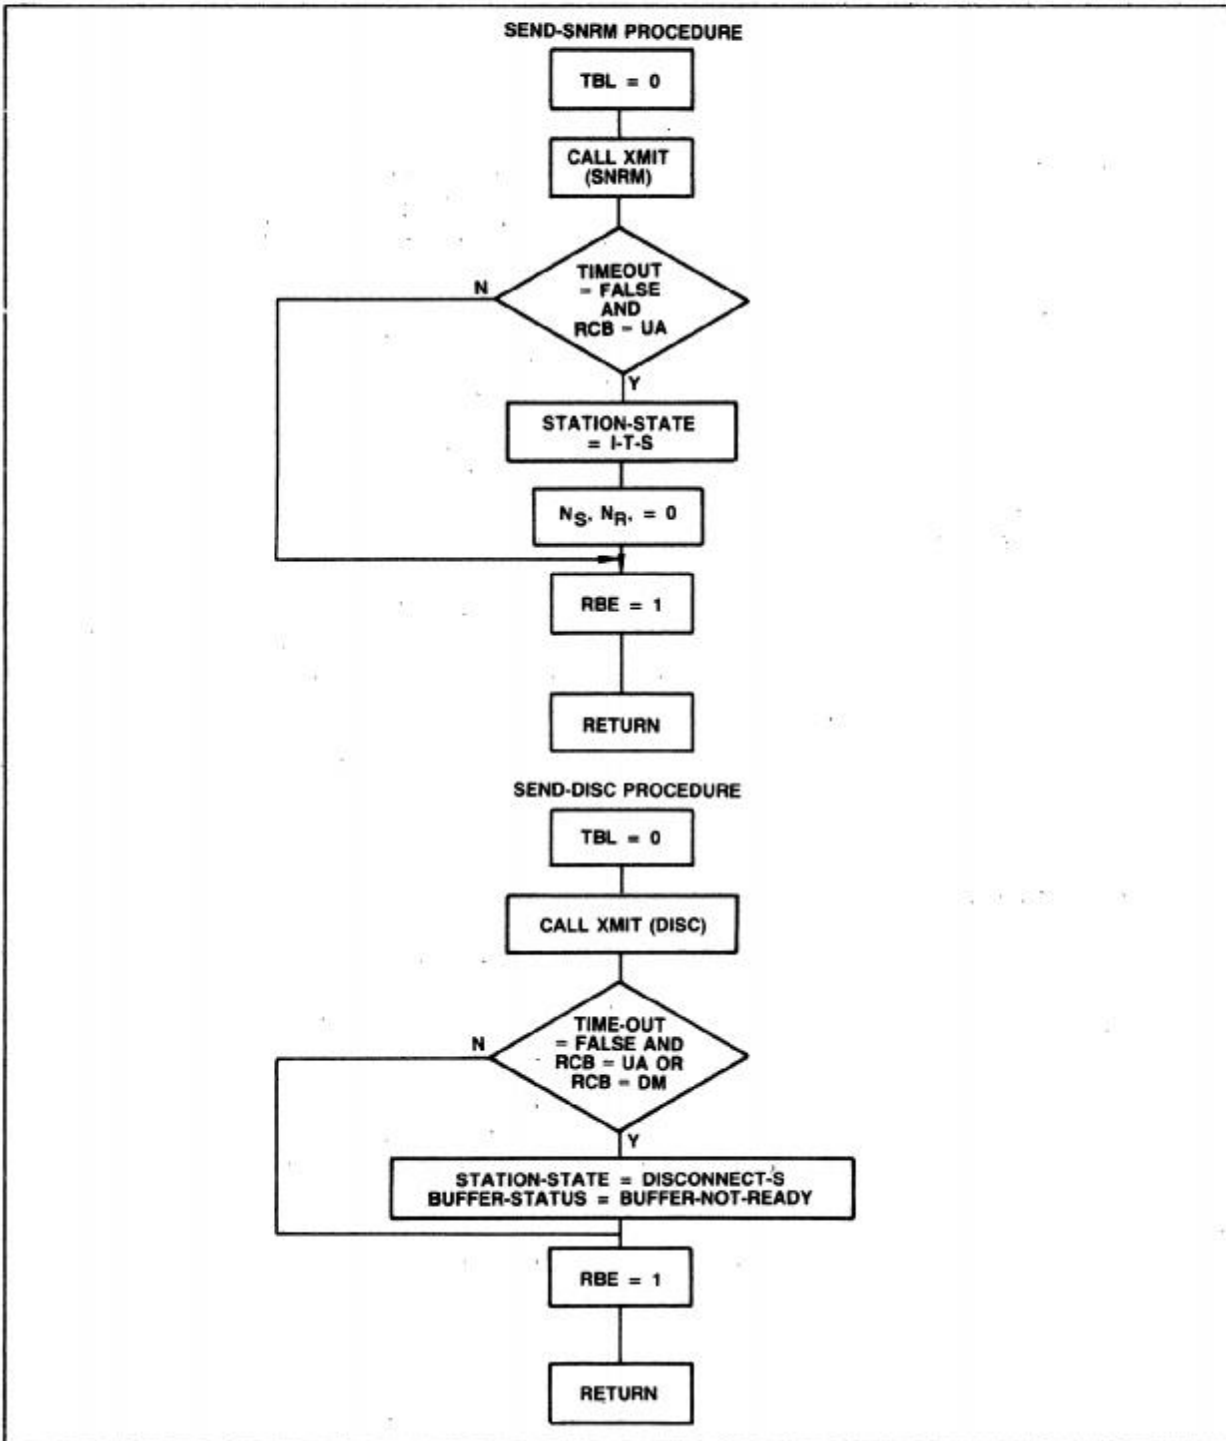 SEND-SNRM PROCEDURE
TBL = 0
CALL XMIT
(SNRM)
TIMEOUT
= FALSE
AND
RCB = UA
N
Y
STATION-STATE
= I-T-S
NS, NR, = 0
RBE = 1
RETURN
SEND-DISC PROCEDURE
TBL = 0
CALL XMIT (DISC)
TIME-OUT
= FALSE AND
RCB = UA OR
RCB = DM
N
Y
STATION-STATE = DISCONNECT-S
BUFFER-STATUS = BUFFER-NOT-READY
RBE = 1
RETURN